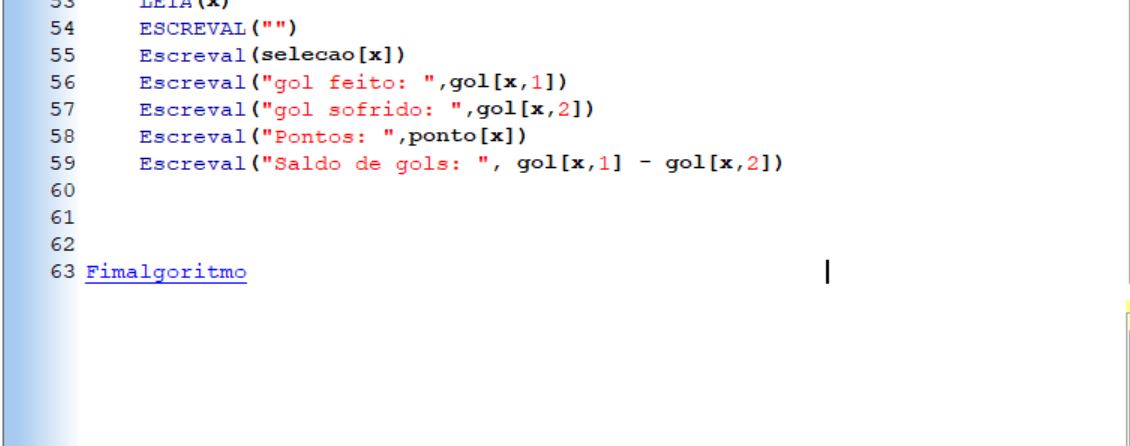 53 LEIA(x)
54 ESCREVAL("")
55 Escreval(selecao[x])
56 Escreval("gol feito: ",gol[x,1])
57 Escreval("gol sofrido: ",gol[x,2])
58 Escreval("Pontos: ",ponto[x])
59 Escreval("Saldo de gols: ", gol[x,1] - gol[x,2])
60
61
62
63 Fimalgoritmo